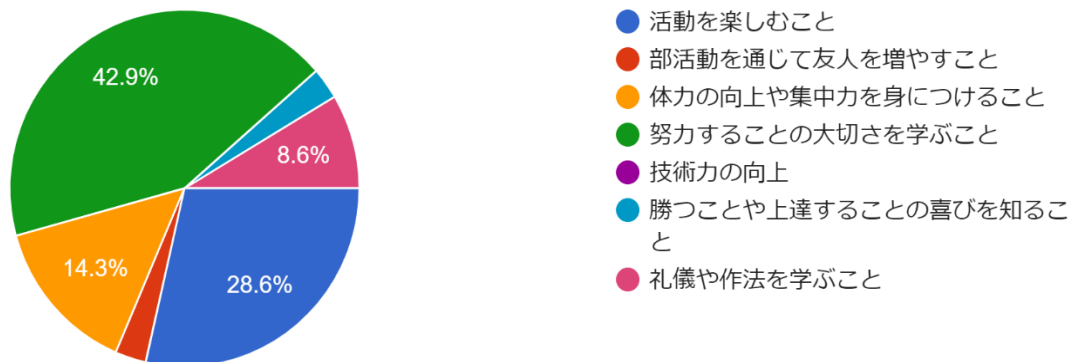 42.9%
8.6%
14.3%
28.6%
活動を楽しむこと
部活動を通じて友人を増やすこと
体力の向上や集中力を身につけること
努力することの大切さを学ぶこと
技術力の向上
勝つことや上達することの喜びを知るこ
と
礼儀や作法を学ぶこと